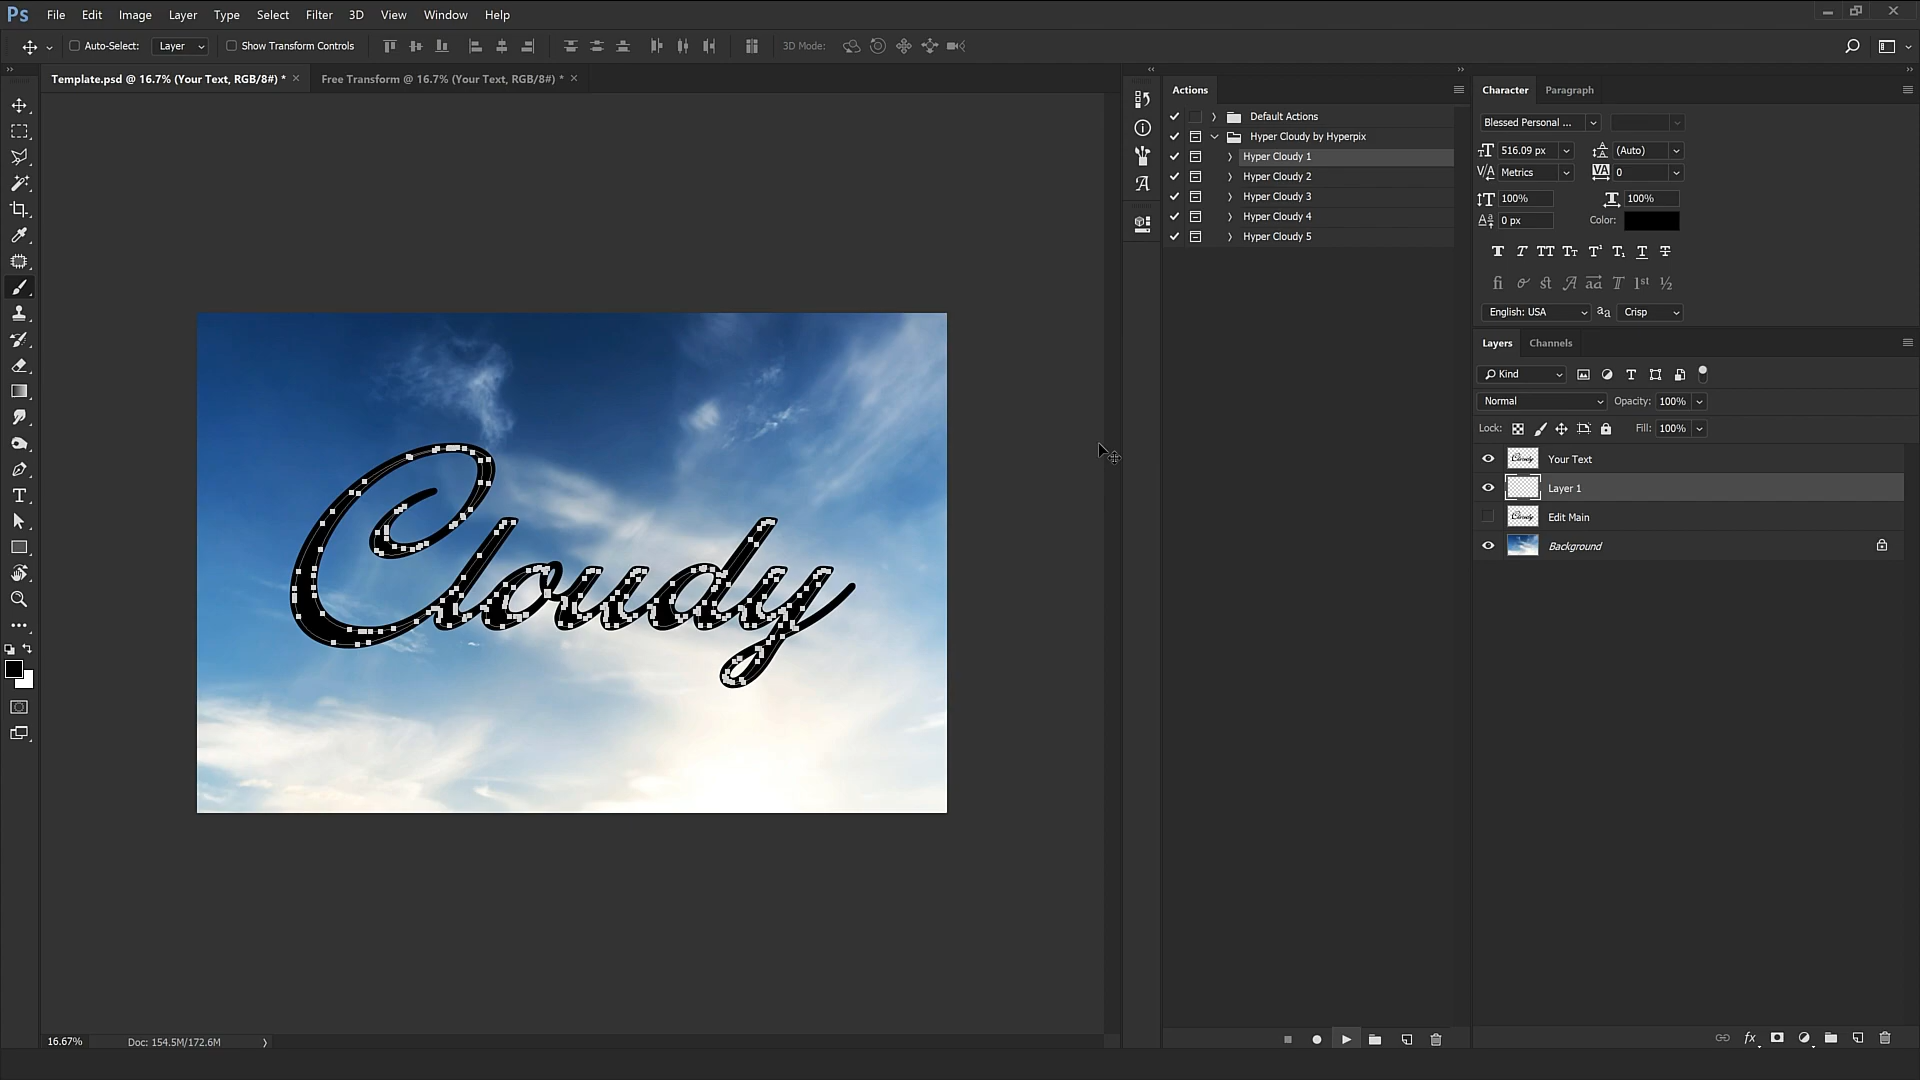 Ps File Edit Image Layer Type Select Filter 3D View Window Help
Auto-Select: Layer Show Transform Controls 3D Mode:
Template.psd @ 16.7% (Your Text, RGB/8#) * × Free Transform @ 16.7% (Your Text, RGB/8#) * ×
Cloudy
16.67% Doc: 154.5M/172.6M
Actions
Default Actions
Hyper Cloudy by Hyperpix
Hyper Cloudy 1
Hyper Cloudy 2
Hyper Cloudy 3
Hyper Cloudy 4
Hyper Cloudy 5
Character Paragraph
Blessed Personal ...
516.09 px (Auto)
Metrics 0
100% 100%
0 px Color:
English: USA aa Crisp
Layers Channels
Kind
Normal Opacity: 100%
Lock: Fill: 100%
Your Text
Layer 1
Edit Main
Background
fx